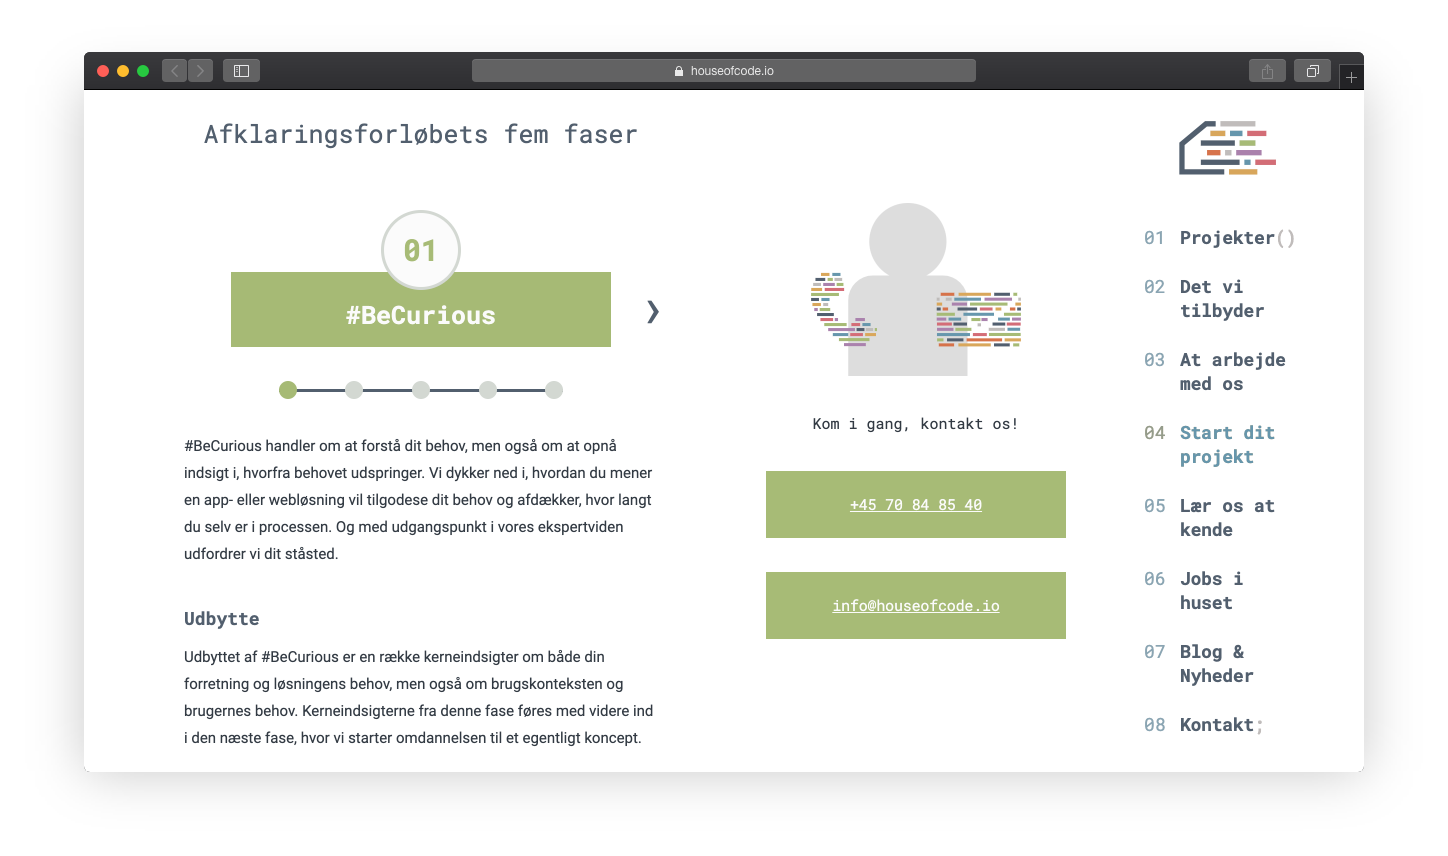 houseofcode.io
Afklaringsforløbets fem faser
01
#BeCurious
#BeCurious handler om at forstå dit behov, men også om at opnå
indsigt i, hvorfra behovet udspringer. Vi dykker ned i, hvordan du mener
en app- eller webløsning vil tilgodese dit behov og afdækker, hvor langt
du selv er i processen. Og med udgangspunkt i vores ekspertviden
udfordrer vi dit ståsted.
Udbytte
Udbyttet af #BeCurious er en række kerneindsigter om både din
forretning og løsningens behov, men også om brugskonteksten og
brugernes behov. Kerneindsigterne fra denne fase føres med videre ind
i den næste fase, hvor vi starter omdannelsen til et egentligt koncept.
Kom i gang, kontakt os!
+45 70 84 85 40
info@houseofcode.io
01 Projekter()
02 Det vi
tilbyder
03 At arbejde
med os
04 Start dit
projekt
05 Lær os at
kende
06 Jobs i
huset
07 Blog &
Nyheder
08 Kontakt;